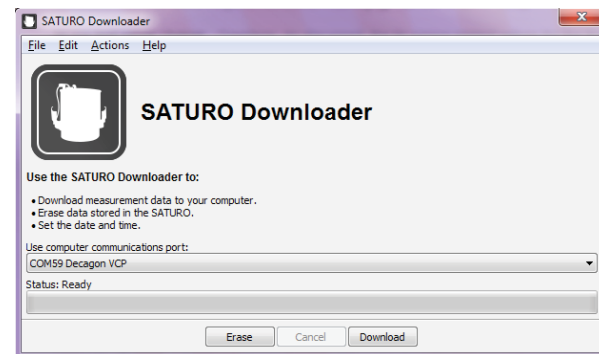 SATURO Downloader
File Edit Actions Help
SATURO Downloader
Use the SATURO Downloader to:
• Download measurement data to your computer.
• Erase data stored in the SATURO.
• Set the date and time.
Use computer communications port:
COM59 Decagon VCP
Status: Ready
Erase Cancel Download